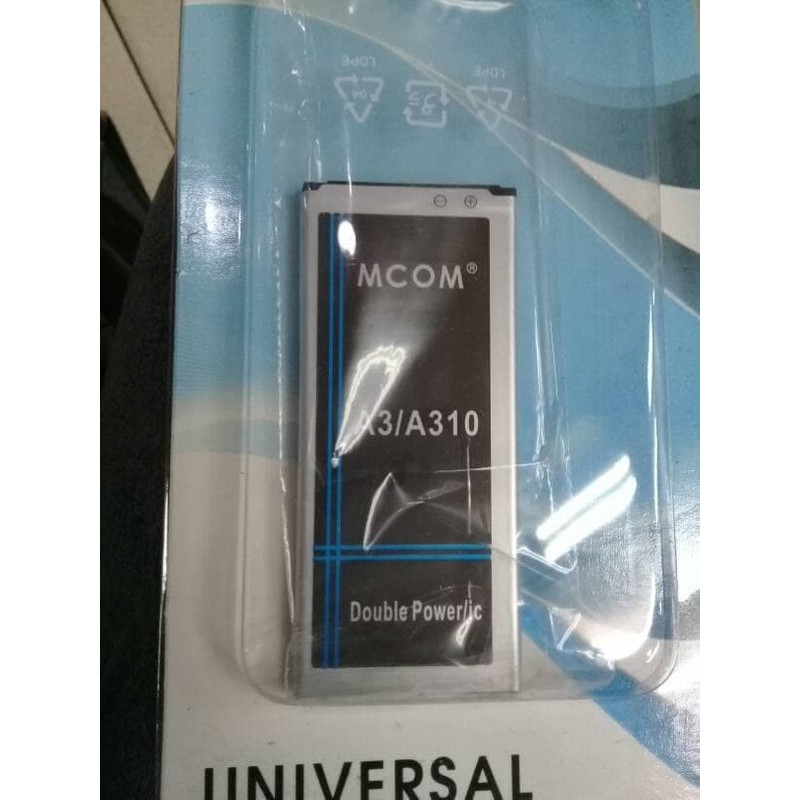 LDPE
LDPE
MCOM®
A3/A310
Double Power/ic
UNIVERSAL